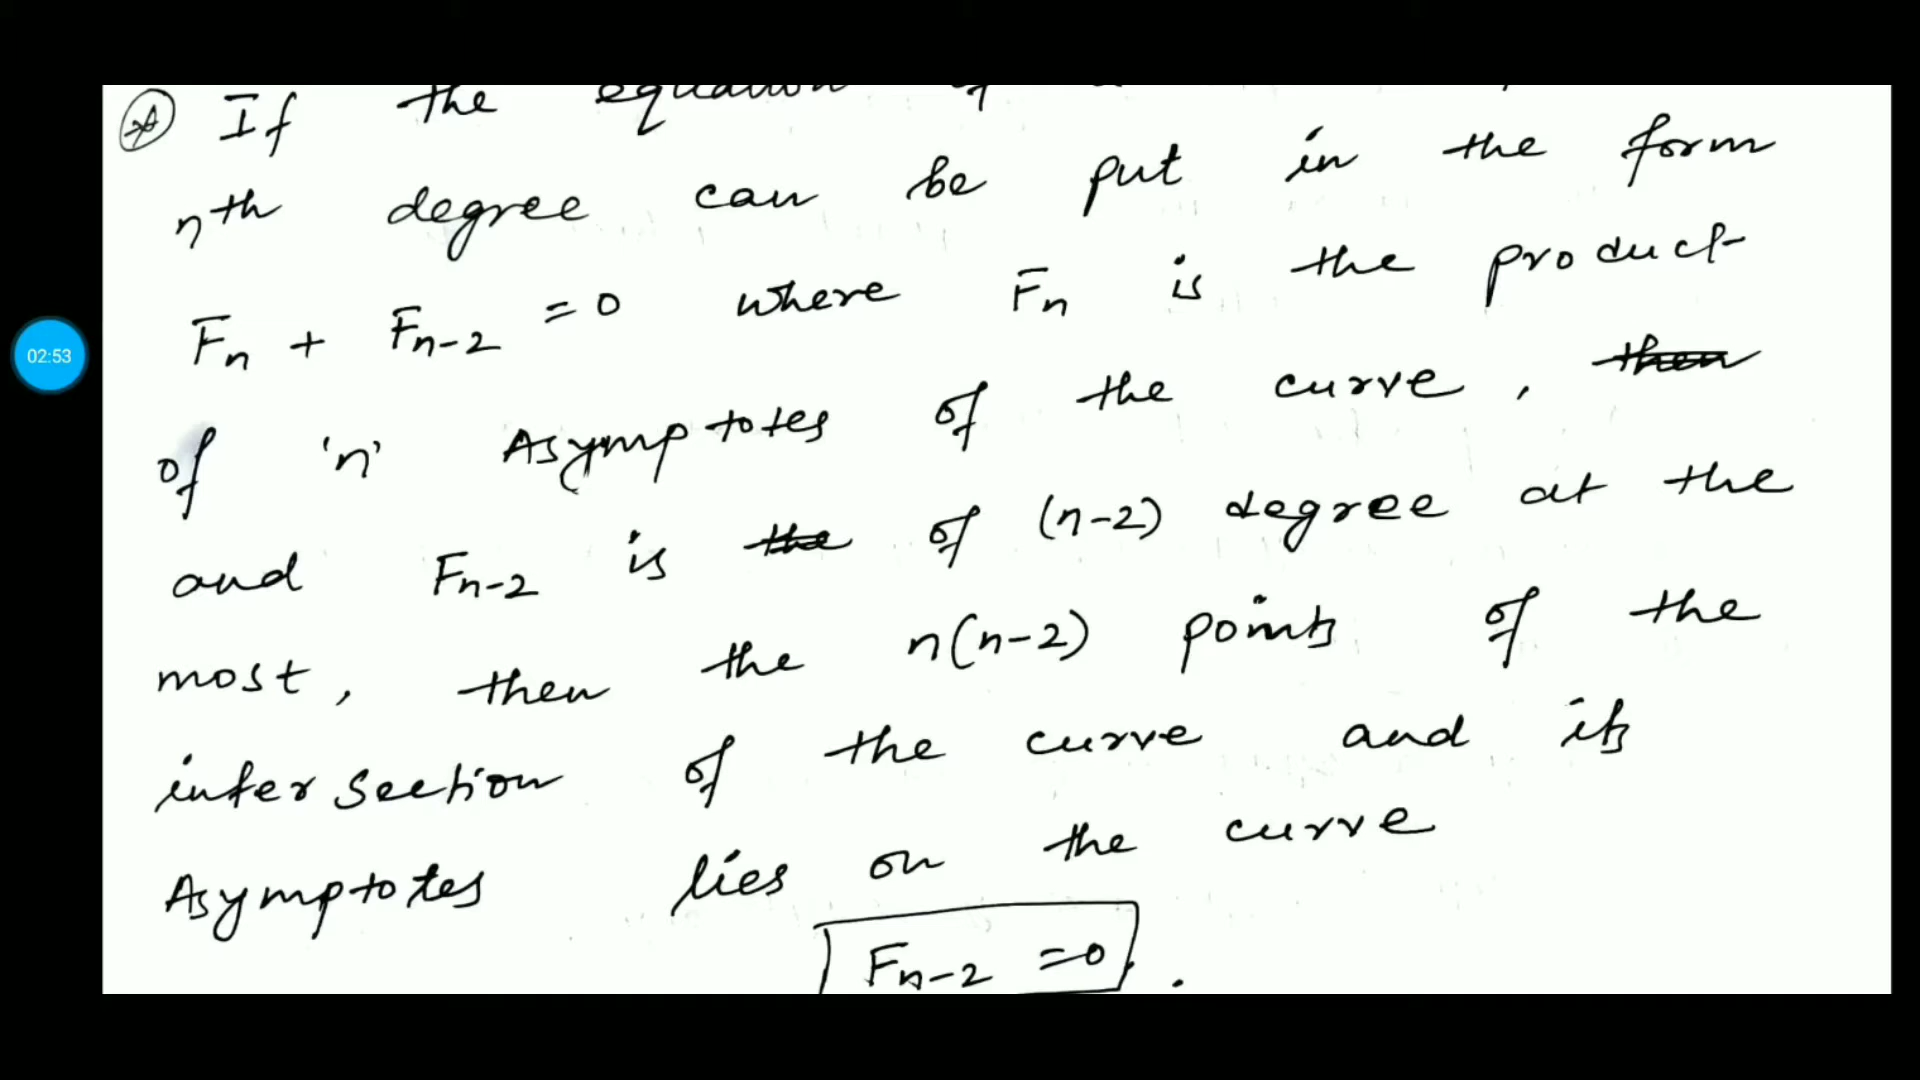 If the equation of
nth degree can be put in the form
Fn + Fn-2 = 0 where Fn is the product
of 'n' Asymptotes of the curve, then
and Fn-2 is the of (n-2) degree at the
most, then the n(n-2) points of the
intersection of the curve and its
Asymptotes lies on the curve
Fn-2 = 0.
02:53